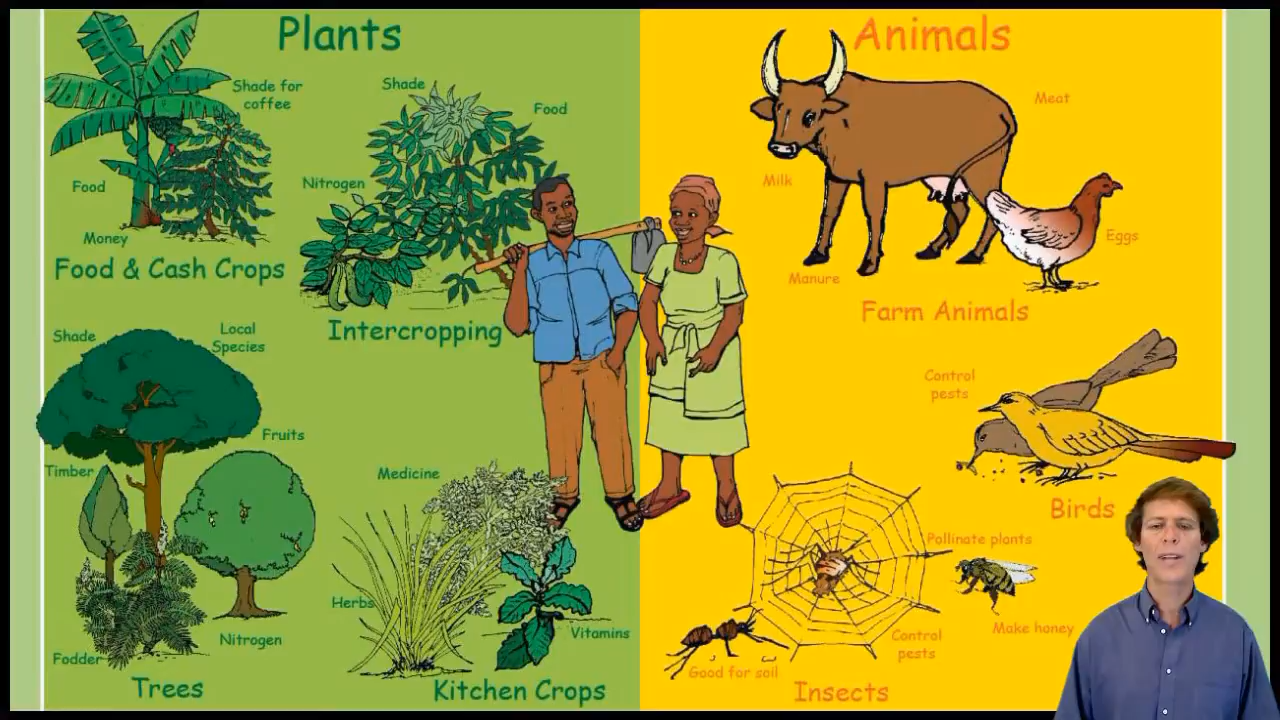 Plants
Shade for
coffee
Food
Money
Food & Cash Crops
Shade
Food
Nitrogen
Intercropping
Shade
Local
Species
Fruits
Timber
Nitrogen
Fodder
Trees
Medicine
Herbs
Vitamins
Kitchen Crops
Animals
Meat
Milk
Eggs
Manure
Farm Animals
Control
pests
Birds
Pollinate plants
Make honey
Control
pests
Good for soil
Insects